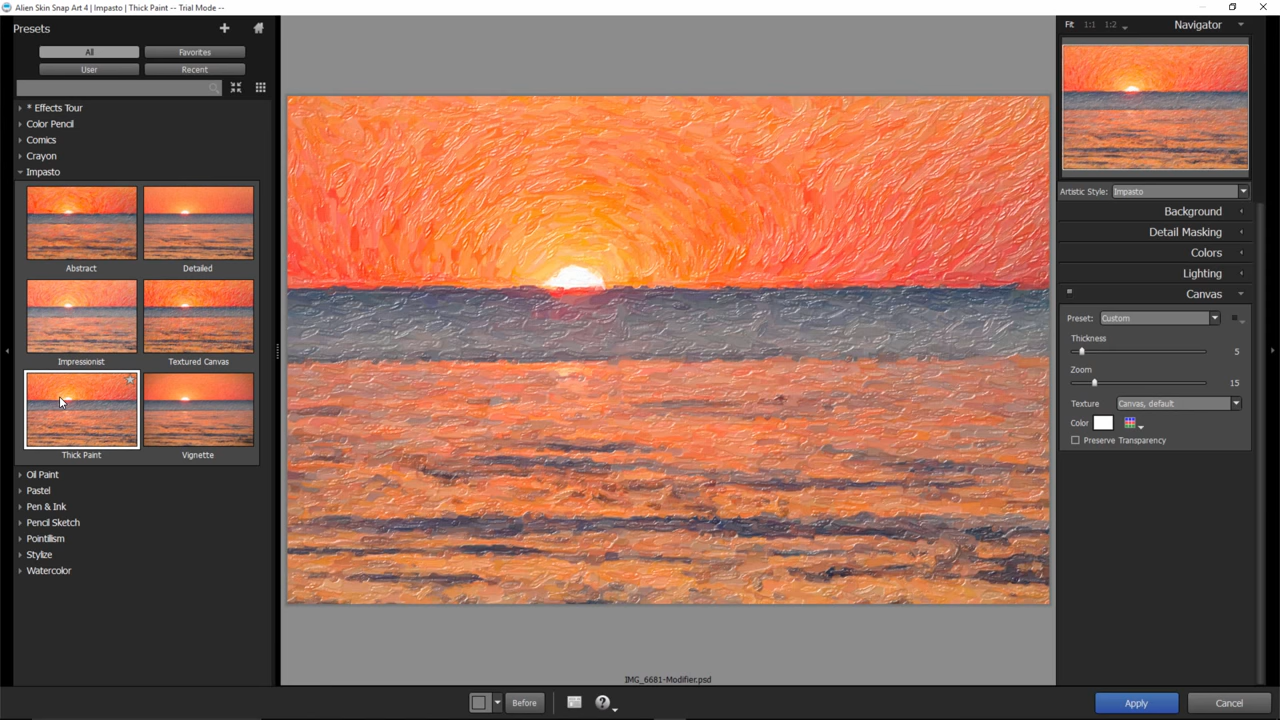 Alien Skin Snap Art 4 | Impasto | Thick Paint -- Trial Mode --
Presets
All
Favorites
User
Recent
* Effects Tour
Color Pencil
Comics
Crayon
Impasto
Abstract
Detailed
Impressionist
Textured Canvas
Thick Paint
Vignette
Oil Paint
Pastel
Pen & Ink
Pencil Sketch
Pointillism
Stylize
Watercolor
IMG_6681-Modifier.psd
Before
?
Fit 1:1 1:2
Navigator
Artistic Style: Impasto
Background
Detail Masking
Colors
Lighting
Canvas
Preset: Custom
Thickness
5
Zoom
15
Texture Canvas, default
Color
Preserve Transparency
Apply
Cancel